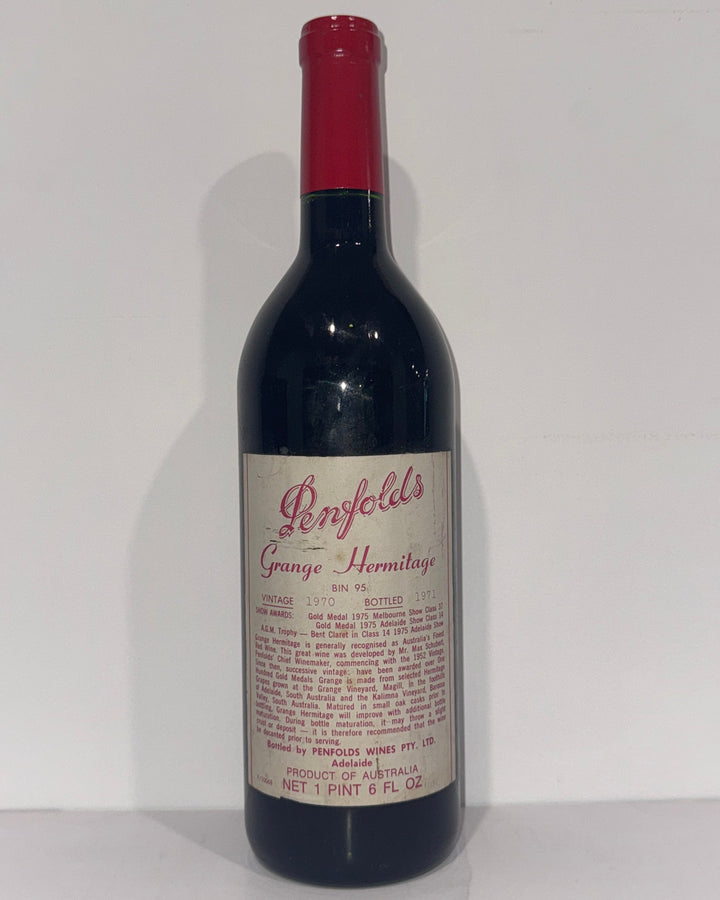 Penfolds
Grange Hermitage
BIN 95
VINTAGE 1970 BOTTLED 1971
SHOW AWARDS: Gold Medal 1975 Melbourne Show Class 37
Gold Medal 1975 Adelaide Show Class 14
A.G.M. Trophy — Bent Claret in Class 14 1975 Adelaide Show
Grange Hermitage is generally recognised as Australia's Finest
Red Wine. This great wine was developed by Mr. Max Schubert,
Penfolds' Chief Winemaker, commencing with the 1952 Vintage.
Since then, successive vintages have been awarded over One
Hundred Gold Medals. Grange is made from selected Hermitage
Grapes grown at the Grange Vineyard, Magill, in the foothills
of Adelaide, South Australia and the Kalimna Vineyard, Barossa
Valley, South Australia. Matured in small oak casks prior to
bottling, Grange Hermitage will improve with additional bottle
maturation. During bottle maturation, it may throw a slight
crust or deposit — it is therefore recommended that the wine
be decanted prior to serving.
Bottled by PENFOLDS WINES PTY. LTD.
Adelaide
PRODUCT OF AUSTRALIA
NET 1 PINT 6 FL OZ